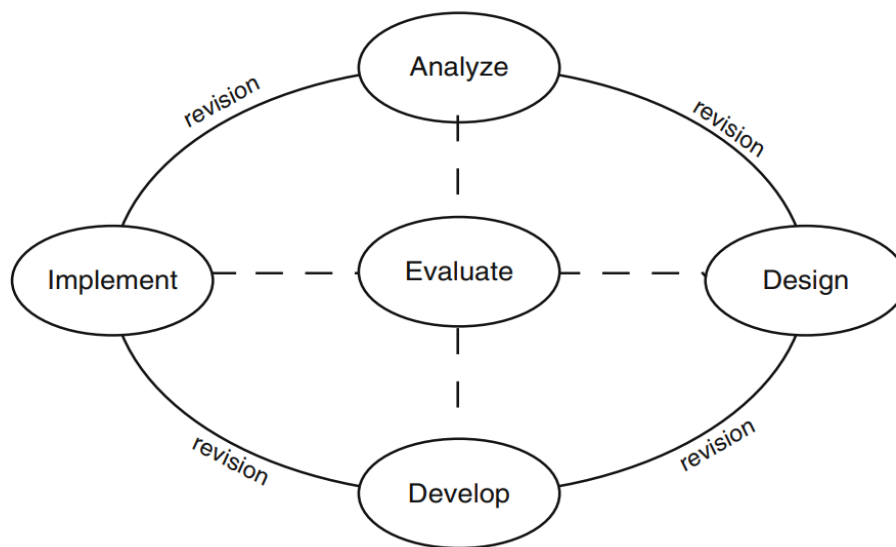 Analyze
revision
revision
Implement
Evaluate
Design
revision
revision
Develop